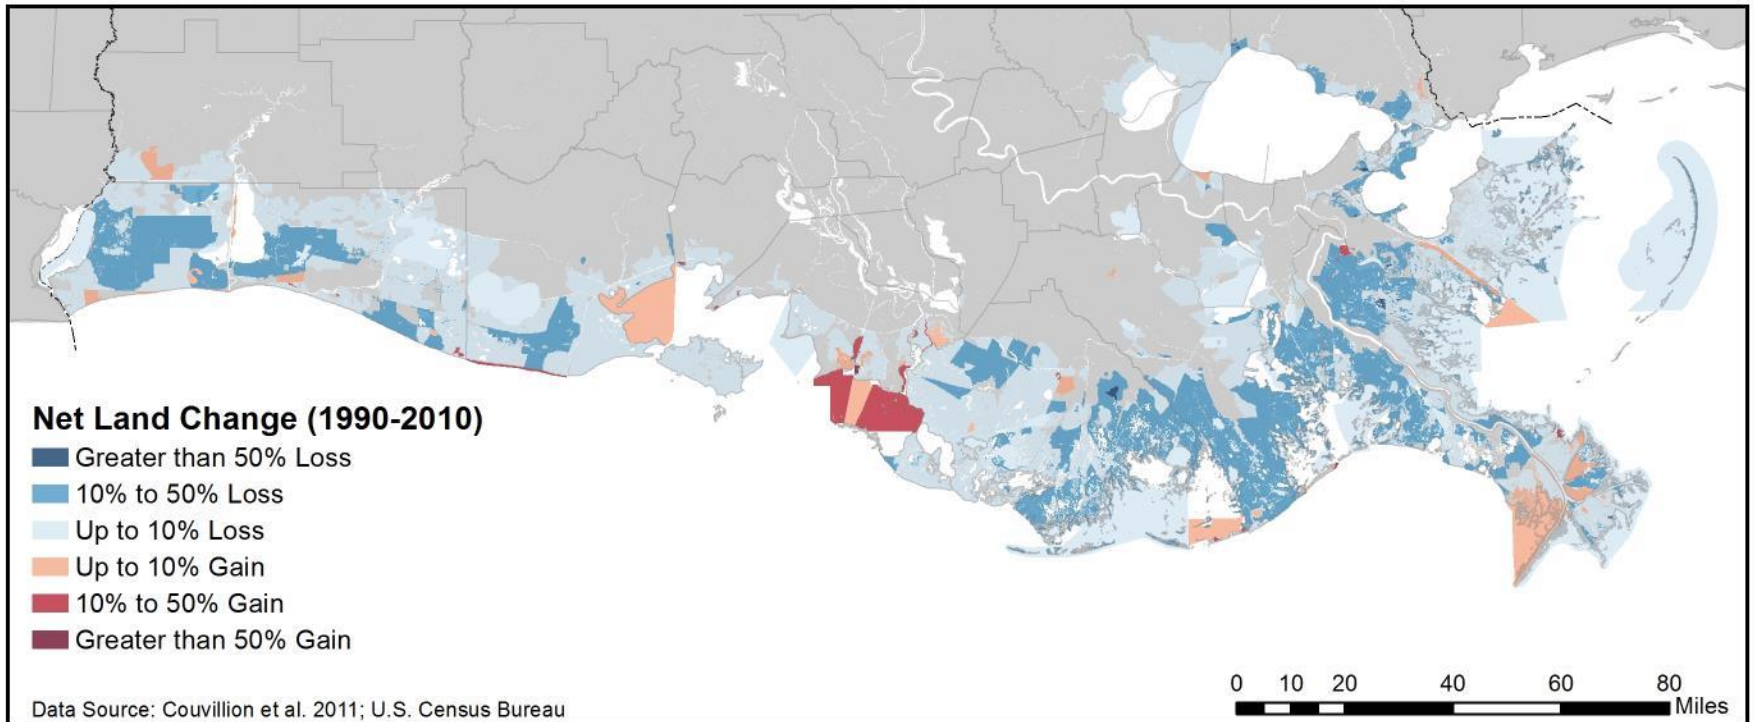 Net Land Change (1990-2010)
Greater than 50% Loss
10% to 50% Loss
Up to 10% Loss
Up to 10% Gain
10% to 50% Gain
Greater than 50% Gain
Data Source: Couvillion et al. 2011; U.S. Census Bureau
0 10 20 40 60 80
Miles